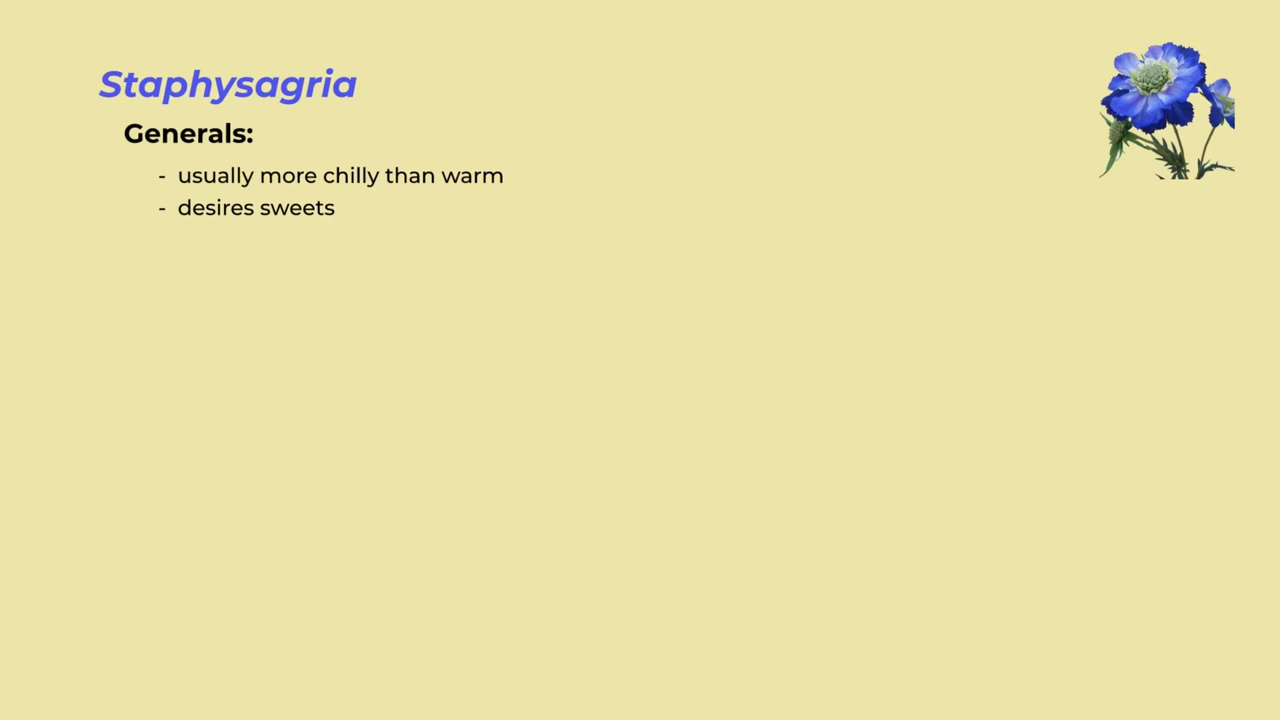 Staphysagria
Generals:
- usually more chilly than warm
- desires sweets